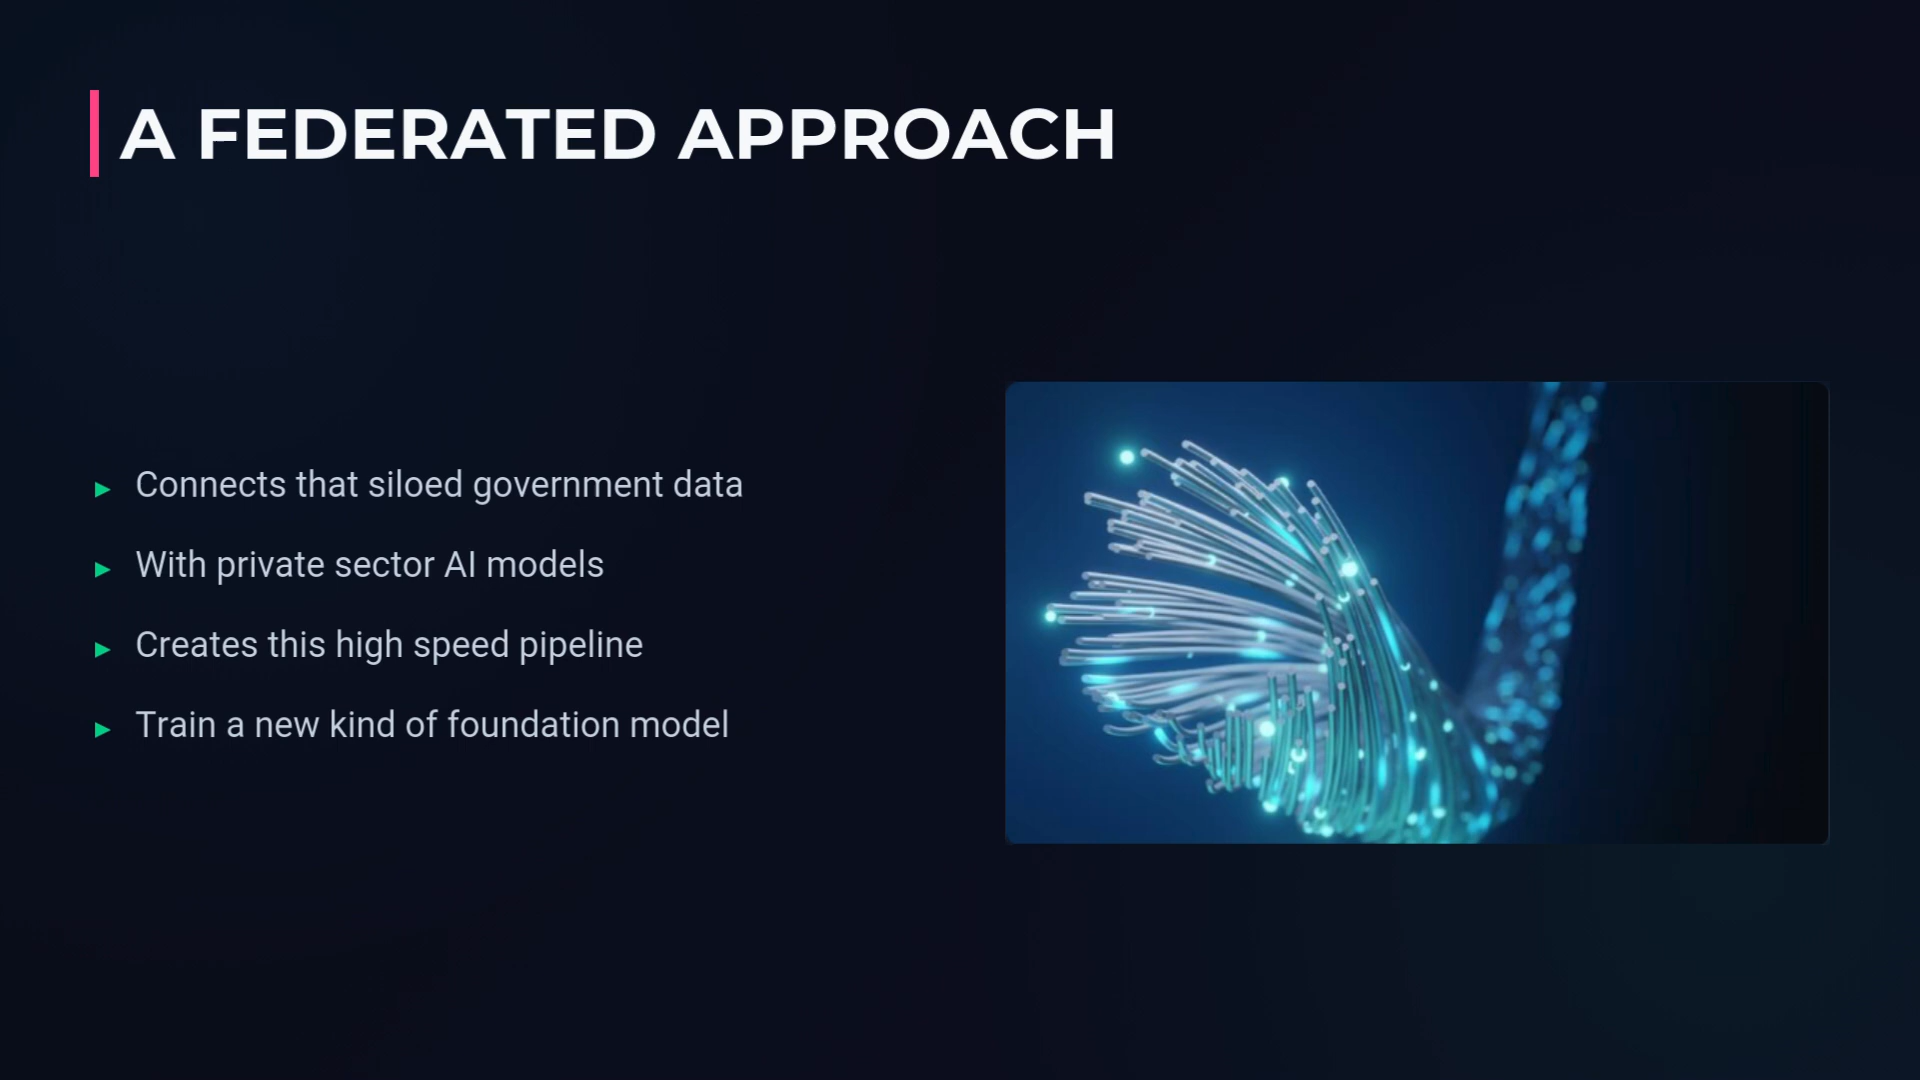 A FEDERATED APPROACH
Connects that siloed government data
With private sector AI models
Creates this high speed pipeline
Train a new kind of foundation model